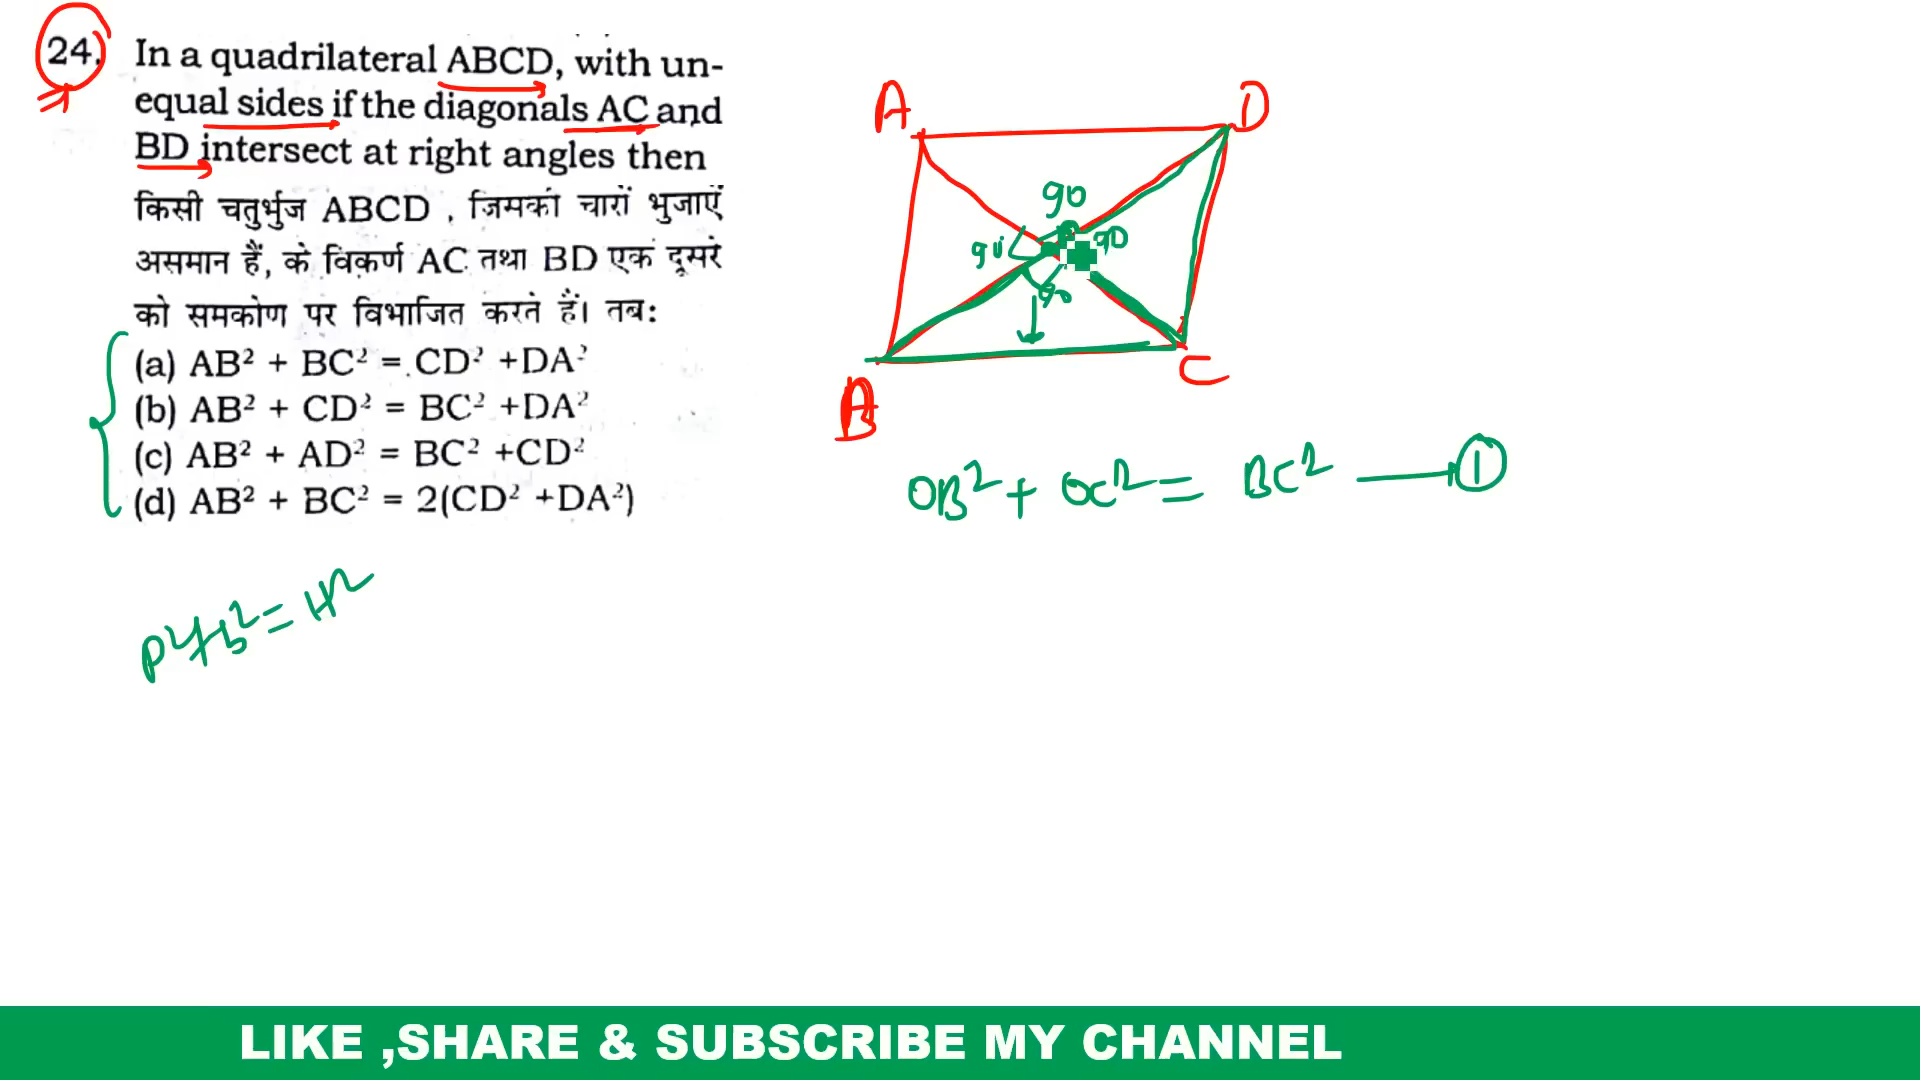 24. In a quadrilateral ABCD, with un-
equal sides if the diagonals AC and
BD intersect at right angles then
किसी चतुर्भुज ABCD , जिसकी चारों भुजाएँ
असमान हैं, के विकर्ण AC तथा BD एक दूसरे
को समकोण पर विभाजित करते हैं। तब:
(a) AB² + BC² = CD² +DA²
(b) AB² + CD² = BC² +DA²
(c) AB² + AD² = BC² +CD²
(d) AB² + BC² = 2(CD² +DA²)
P²+b²=H²
A D
90
90 90
90
B C
OB²+ OC²= BC² 1
LIKE ,SHARE & SUBSCRIBE MY CHANNEL